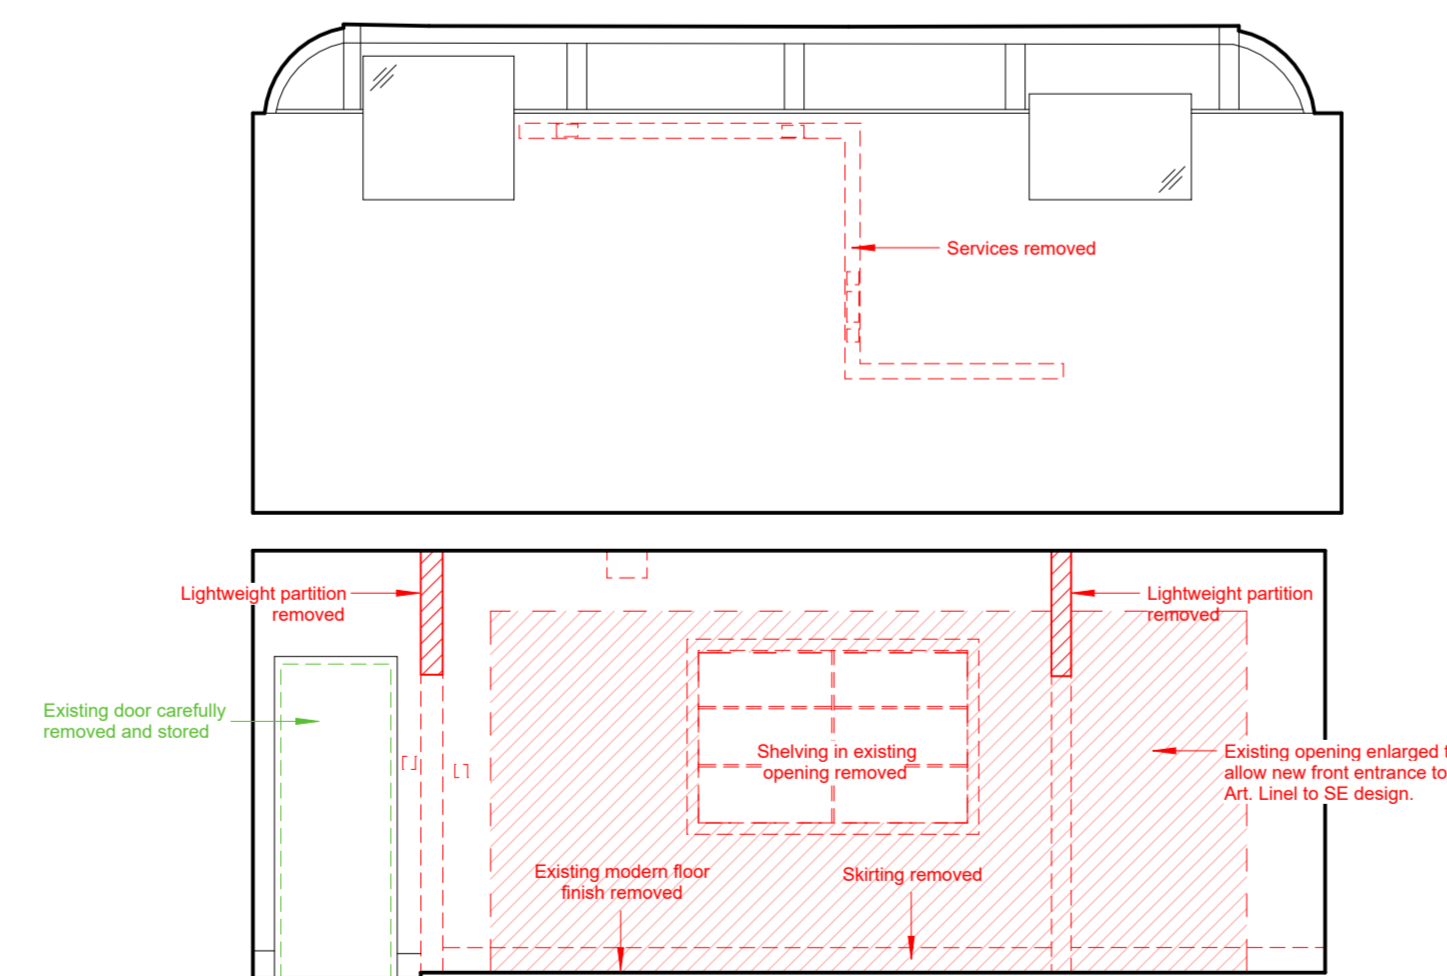 Services removed
Lightweight partition
removed
Lightweight partition
removed
Existing door carefully
removed and stored
Shelving in existing
opening removed
Existing opening enlarged
allow new front entrance to
Art. Linel to SE design.
Existing modern floor
finish removed
Skirting removed